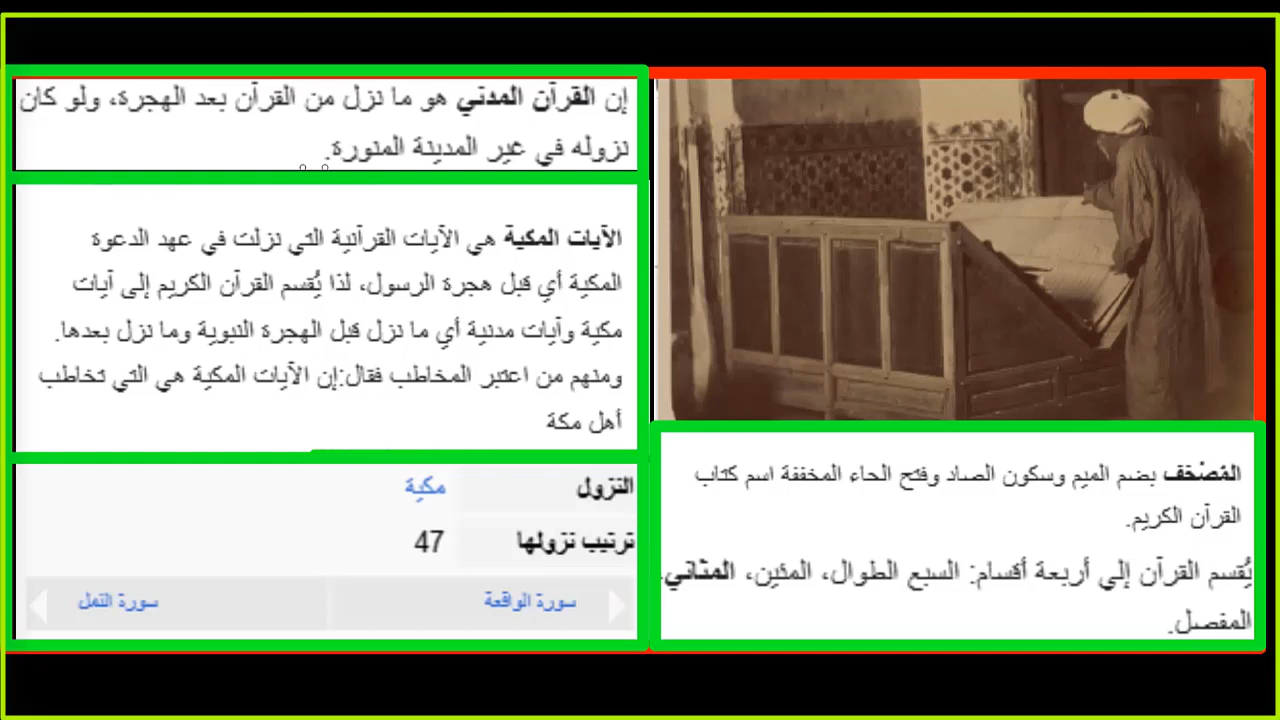 إن القرآن المدني هو ما نزل من القرآن بعد الهجرة، ولو كان
نزوله في غير المدينة المنورة.
الآيات المكية هي الآيات القرآنية التي نزلت في عهد الدعوة
المكية أي قبل هجرة الرسول، لذا يُقسم القرآن الكريم إلى آيات
مكية وآيات مدنية أي ما نزل قبل الهجرة النبوية وما نزل بعدها.
ومنهم من اعتبر المخاطب فقال:إن الآيات المكية هي التي تخاطب
أهل مكة
النزول مكية
ترتيب نزولها 47
سورة الواقعة سورة النمل
المُصْحَف بضم الميم وسكون الصاد وفتح الحاء المخففة اسم كتاب
القرآن الكريم.
يُقسم القرآن إلي أربعة أقسام: السبع الطوال، المئين، المثاني،
المفصل.